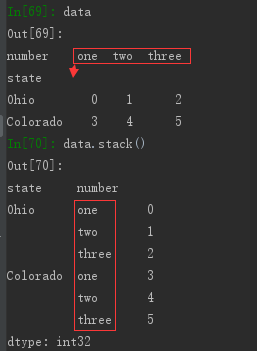 In[69]: data
Out[69]:
number    one  two  three
state
Ohio        0    1      2
Colorado    3    4      5
In[70]: data.stack()
Out[70]:
state     number
Ohio      one       0
          two       1
          three     2
Colorado  one       3
          two       4
          three     5
dtype: int32